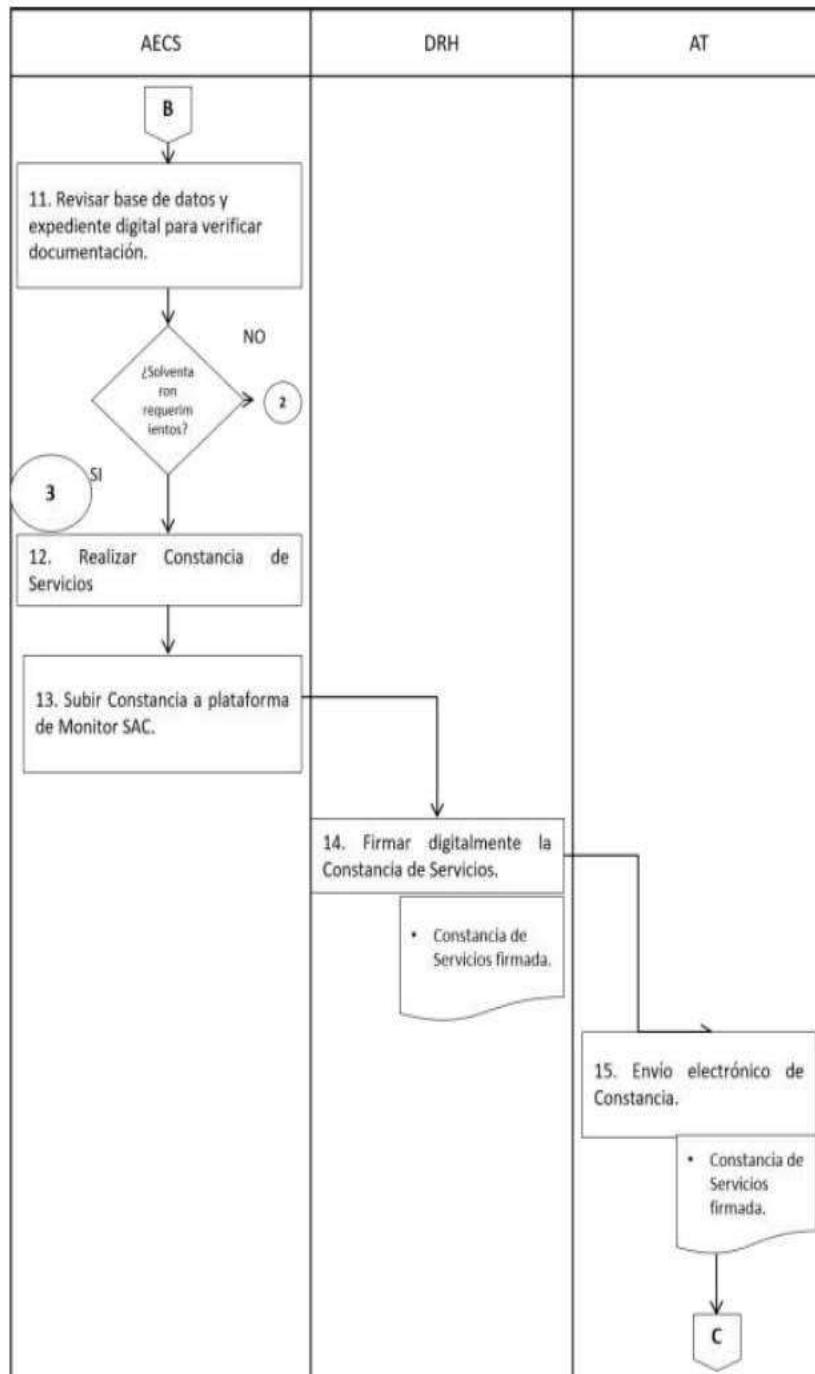 AECS
DRH
AT
B
11. Revisar base de datos y
expediente digital para verificar
documentación.
NO
¿Solventa
ron
requerim
ientos?
2
SI
3
12. Realizar Constancia de
Servicios
13. Subir Constancia a plataforma
de Monitor SAC.
14. Firmar digitalmente la
Constancia de Servicios.
• Constancia de
Servicios firmada.
15. Envío electrónico de
Constancia.
• Constancia de
Servicios
firmada.
C